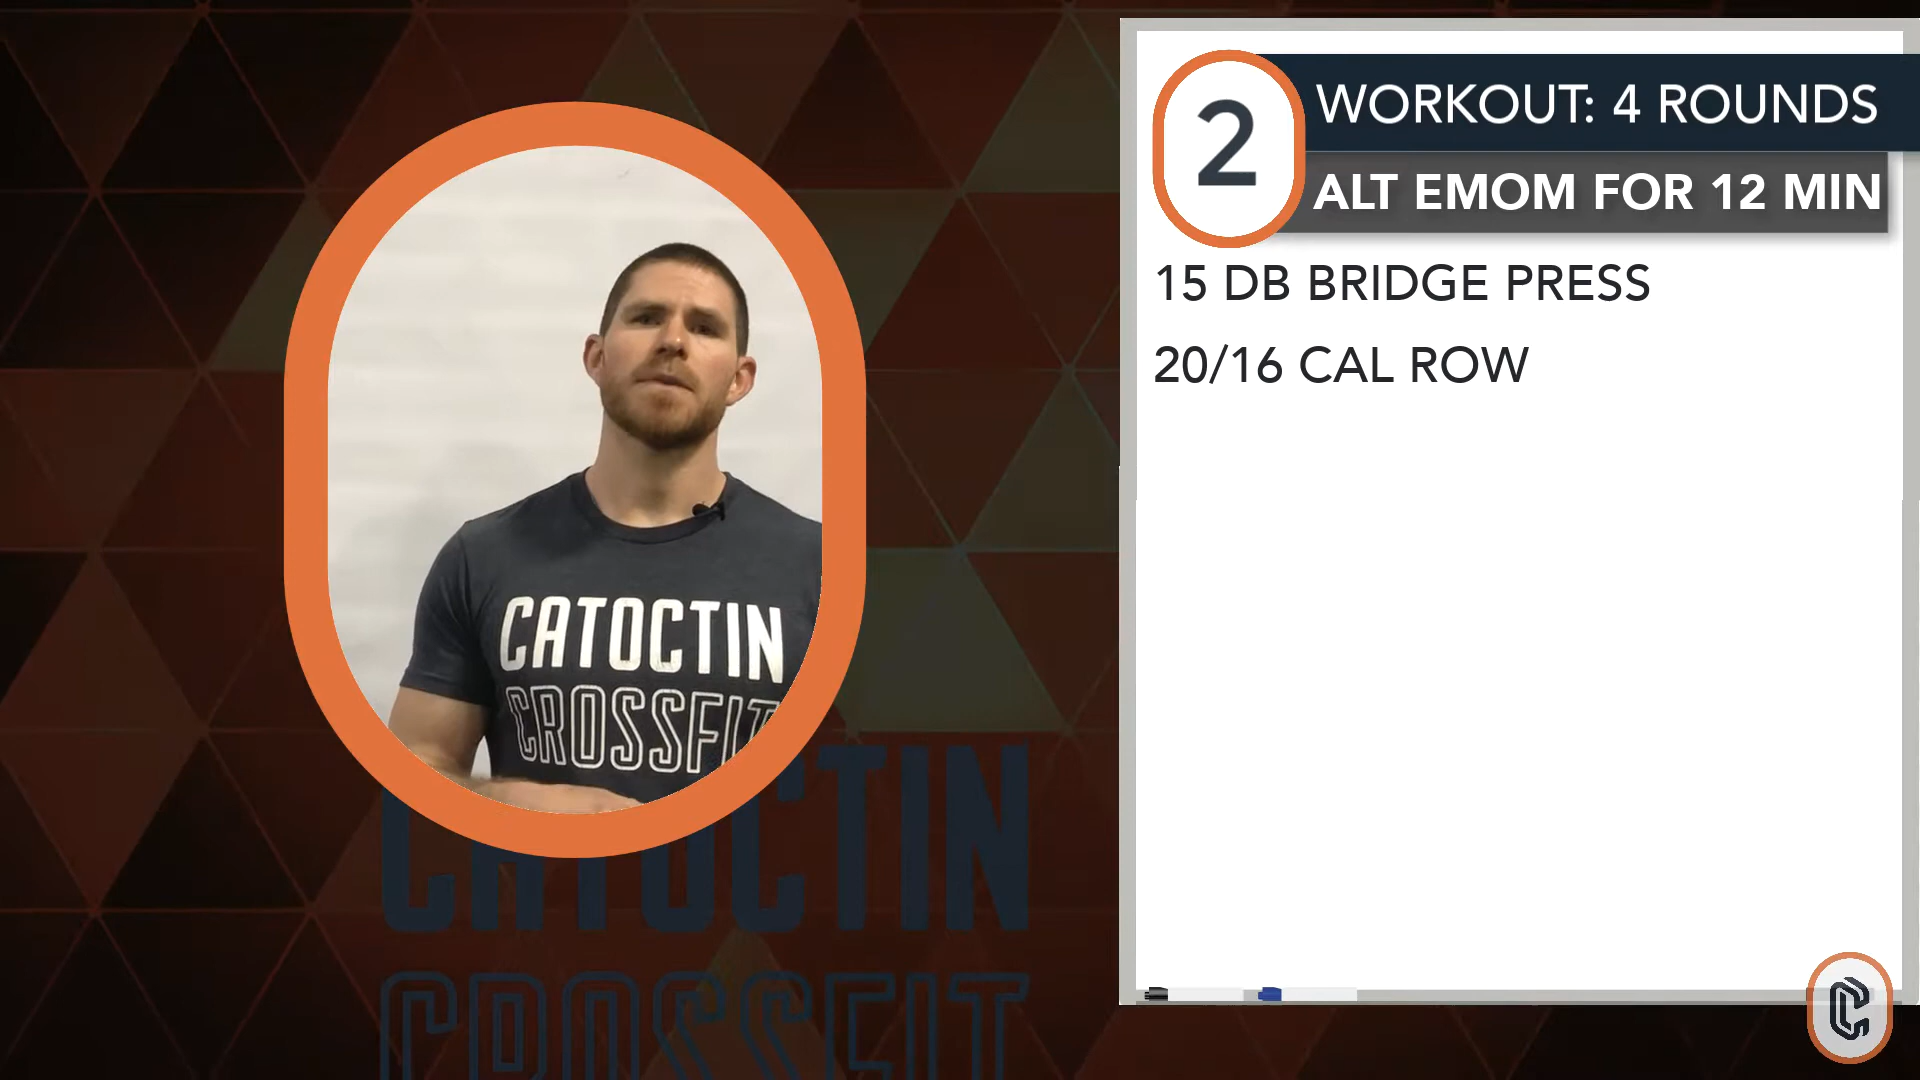 2
WORKOUT: 4 ROUNDS
ALT EMOM FOR 12 MIN
15 DB BRIDGE PRESS
20/16 CAL ROW
CATOCTIN
CROSSFIT
CATOCTIN
CROSSFIT